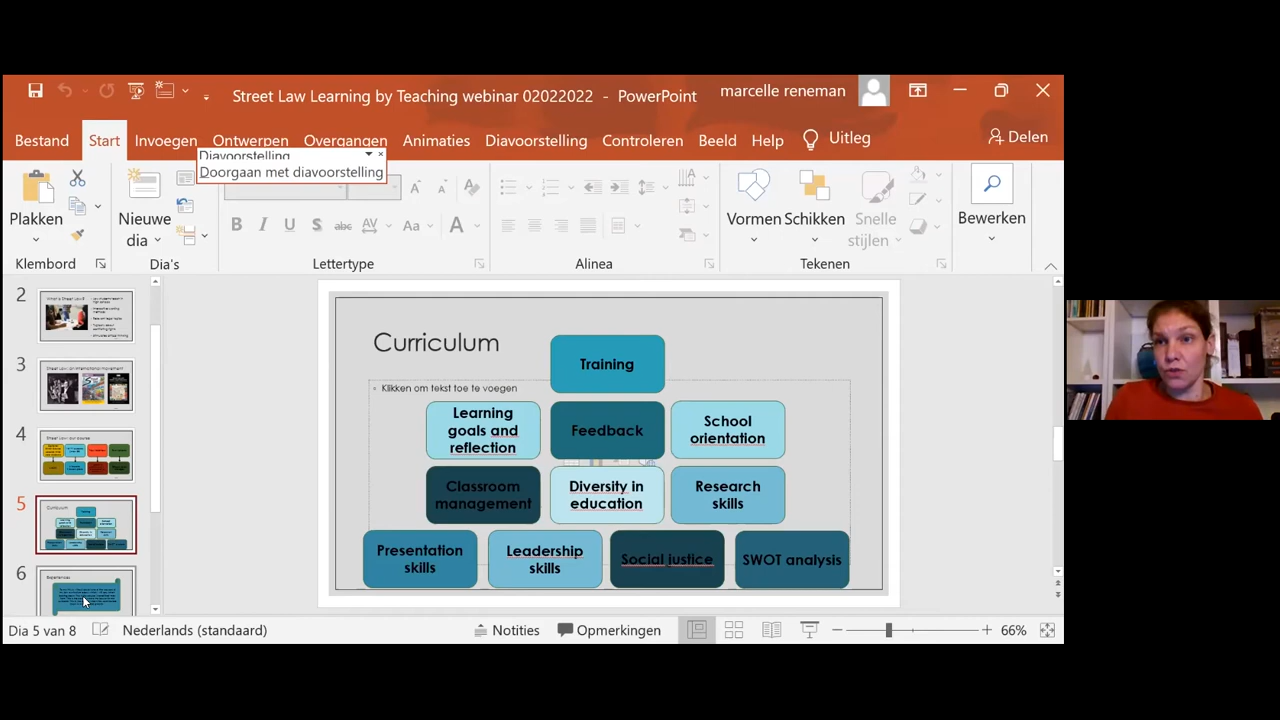 Street Law Learning by Teaching webinar 02022022 - PowerPoint
marcelle reneman
Bestand Start Invoegen Ontwerpen Overgangen Animaties Diavoorstelling Controleren Beeld Help Uitleg Delen
Diavoorstelling
Doorgaan met diavoorstelling
Plakken
Nieuwe
dia
Vormen Schikken Snelle
stijlen
Bewerken
Klembord Dia's Lettertype Alinea Tekenen
2
3
4
5
6
Curriculum
Klikken om tekst toe te voegen
Training
Learning
goals and
reflection
Feedback
School
orientation
Classroom
management
Diversity in
education
Research
skills
Presentation
skills
Leadership
skills
Social justice
SWOT analysis
Curriculum
Experiences
Dia 5 van 8 Nederlands (standaard) Notities Opmerkingen 66%